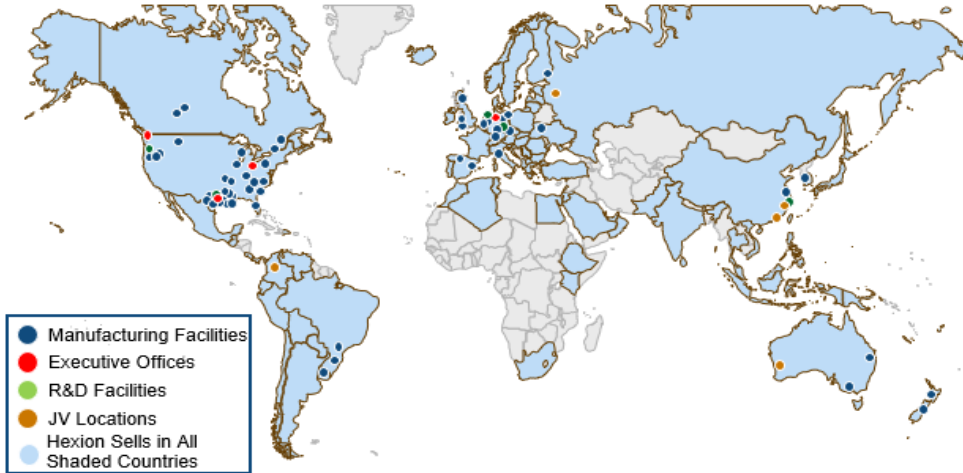 Manufacturing Facilities
Executive Offices
R&D Facilities
JV Locations
Hexion Sells in All
Shaded Countries